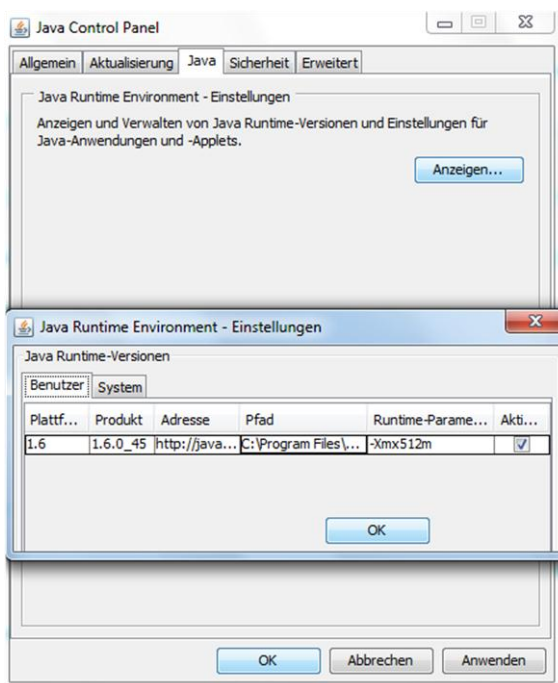 Java Control Panel
Allgemein Aktualisierung Java Sicherheit Erweitert
Java Runtime Environment - Einstellungen
Anzeigen und Verwalten von Java Runtime-Versionen und Einstellungen für
Java-Anwendungen und -Applets.
Anzeigen...
Java Runtime Environment - Einstellungen
Java Runtime-Versionen
Benutzer System
Plattf... Produkt Adresse Pfad Runtime-Parame... Akti...
1.6 1.6.0_45 http://java... C:\Program Files\... -Xmx512m
OK
OK Abbrechen Anwenden